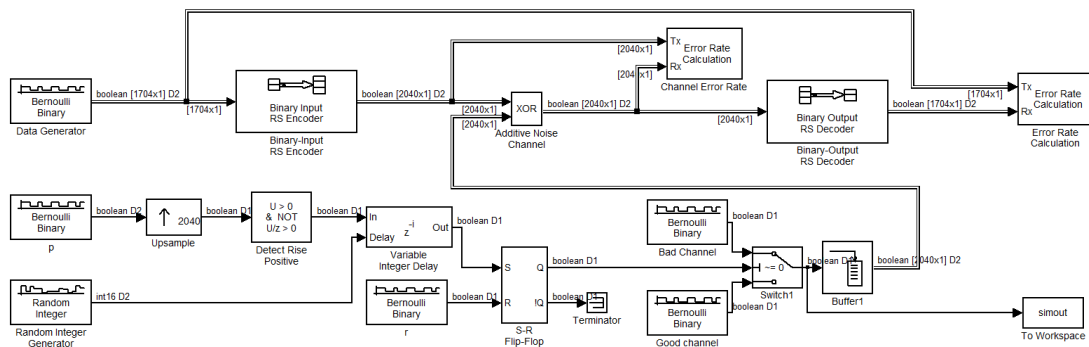 Bernoulli
Binary
Data Generator
boolean [1704x1] D2
[1704x1]
Binary Input
RS Encoder
Binary-Input
RS Encoder
boolean [2040x1] D2
[2040x1]
[2040x1]
XOR
Additive Noise
Channel
[2040x1]
Tx
Rx
Error Rate
Calculation
Channel Error Rate
boolean [2040x1] D2
[2040x1]
Binary Output
RS Decoder
Binary-Output
RS Decoder
[1704x1]
boolean [1704x1] D2
Tx
Rx
Error Rate
Calculation
Error Rate
Calculation
Bernoulli
Binary
p
boolean D2
2040
Upsample
boolean D1
U > 0
& NOT
U/z > 0
Detect Rise
Positive
boolean D1
In
Delay
z
-i
Out
Variable
Integer Delay
boolean D1
Random
Integer
Random Integer
Generator
int16 D2
Bernoulli
Binary
r
boolean D1
S
R
Q
!Q
S-R
Flip-Flop
boolean D1
boolean D1
Terminator
Bernoulli
Binary
Bad Channel
boolean D1
~= 0
Switch1
Bernoulli
Binary
Good channel
boolean D1
Buffer1
boolean [2040x1] D2
simout
To Workspace